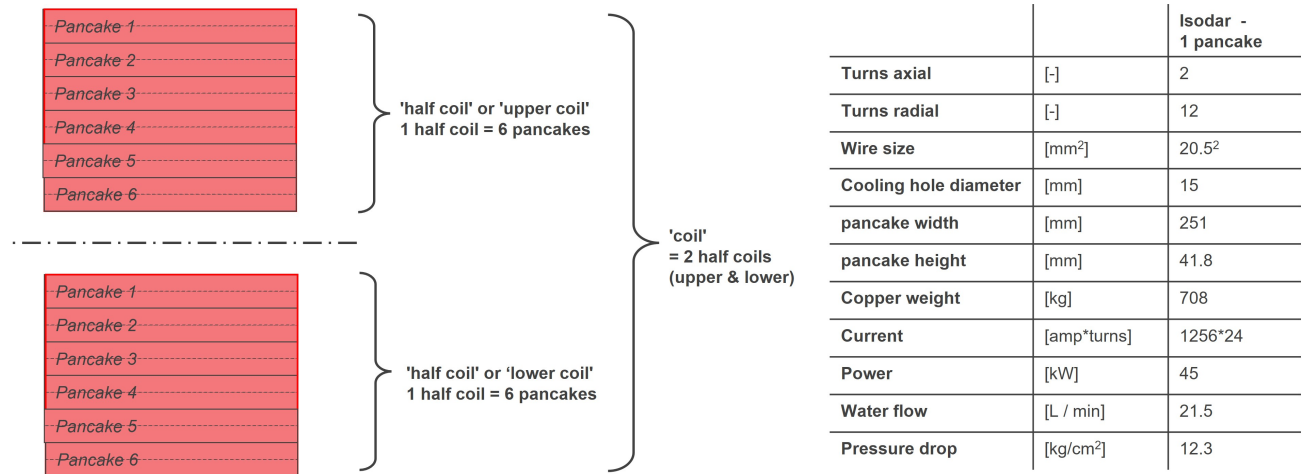 Pancake 1
Pancake 2
Pancake 3
Pancake 4
Pancake 5
Pancake 6
'half coil' or 'upper coil'
1 half coil = 6 pancakes
Pancake 1
Pancake 2
Pancake 3
Pancake 4
Pancake 5
Pancake 6
'half coil' or ‘lower coil'
1 half coil = 6 pancakes
'coil'
= 2 half coils
(upper & lower)
Isodar -
1 pancake
Turns axial [-] 2
Turns radial [-] 12
Wire size [mm²] 20.5²
Cooling hole diameter [mm] 15
pancake width [mm] 251
pancake height [mm] 41.8
Copper weight [kg] 708
Current [amp*turns] 1256*24
Power [kW] 45
Water flow [L / min] 21.5
Pressure drop [kg/cm²] 12.3